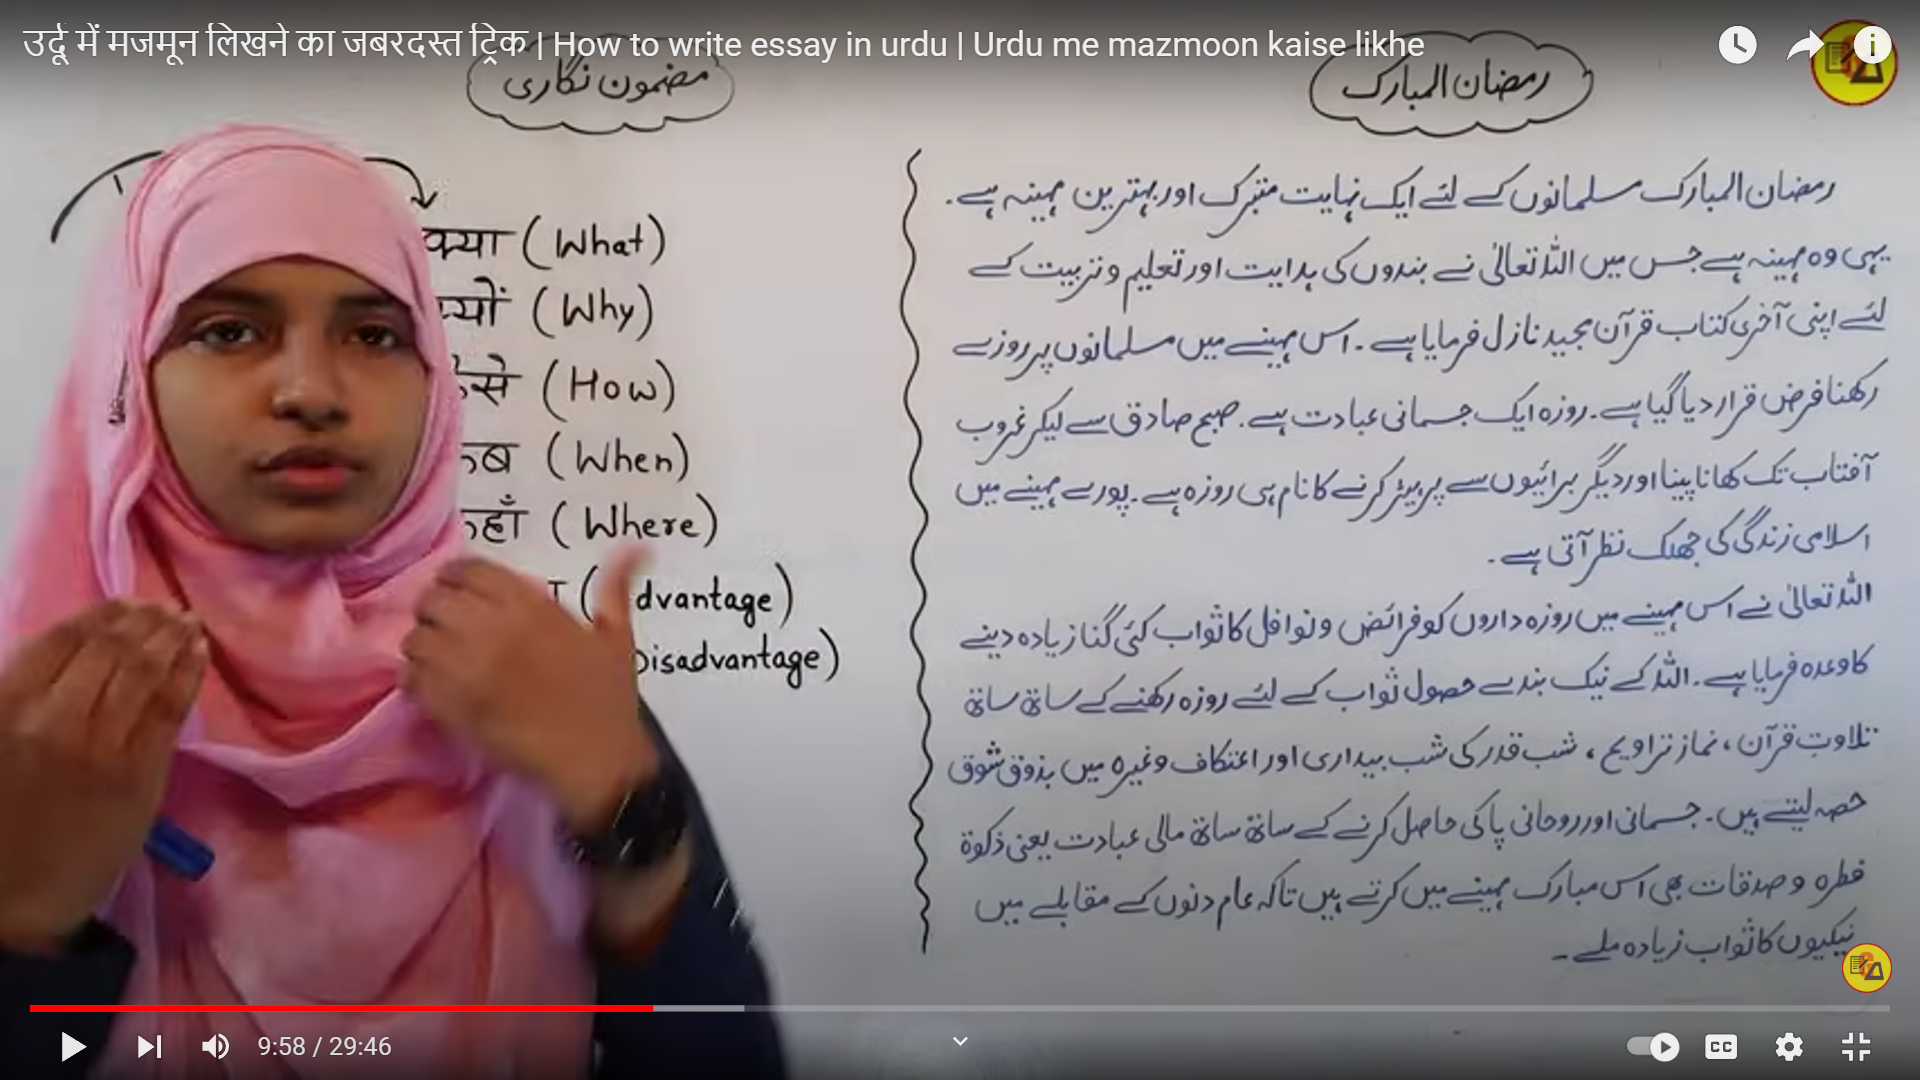 उर्दू में मजमून लिखने का जबरदस्त ट्रिक | How to write essay in urdu | Urdu me mazmoon kaise likhe
مضمون نگاری
क्या (What)
क्यों (Why)
कैसे (How)
कब (When)
कहाँ (Where)
dvantage)
Disadvantage)
رمضان المبارک
رمضان المبارک مسلمانوں کے لئے ایک نہایت متبرک اور بہترین مہینہ ہے۔
یہی وہ مہینہ ہے جس میں اللہ تعالیٰ نے بندوں کی ہدایت اور تعلیم و تربیت کے
لئے اپنی آخری کتاب قرآن مجید نازل فرمایا ہے۔ اس مہینے میں مسلمانوں پر روزے
رکھنا فرض قرار دیا گیا ہے۔ روزہ ایک جسمانی عبادت ہے۔ صبح صادق سے لیکر غروب
آفتاب تک کھانا پینا اور دیگر برائیوں سے پرہیز کرنے کا نام ہی روزہ ہے۔ پورے مہینے میں
اسلامی زندگی کی جھلک نظر آتی ہے۔
اللہ تعالیٰ نے اس مہینے میں روزہ داروں کو فرائض و نوافل کا ثواب کئی گنا زیادہ دینے
کا وعدہ فرمایا ہے۔ اللہ کے نیک بندے حصول ثواب کے لئے روزہ رکھنے کے ساتھ ساتھ
تلاوت قرآن، نماز تراویح، شب قدر کی شب بیداری اور اعتکاف وغیرہ میں بذوق شوق
حصہ لیتے ہیں۔ جسمانی اور روحانی پاکی حاصل کرنے کے ساتھ ساتھ مالی عبادت یعنی ذکوۃ
فطرہ و صدقات بھی اس مبارک مہینے میں کرتے ہیں تاکہ عام دنوں کے مقابلے میں
نیکیوں کا ثواب زیادہ ملے۔
9:58 / 29:46
CC